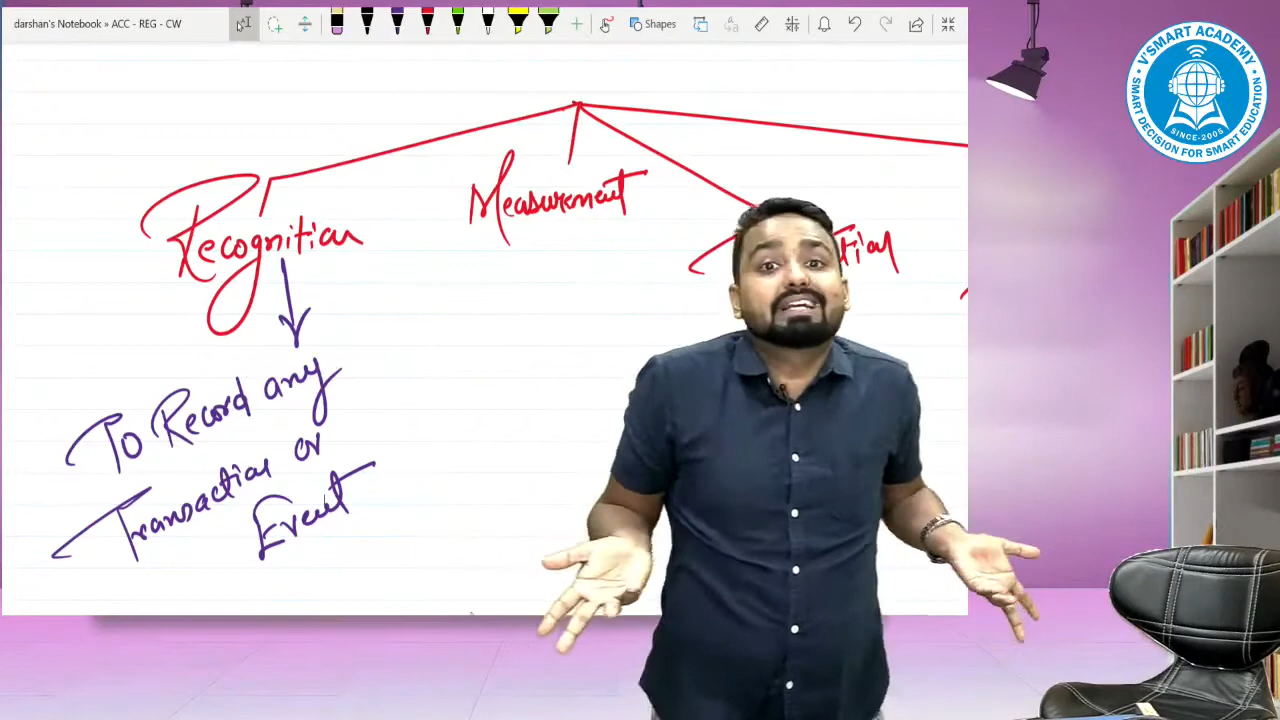 darshan's Notebook » ACC - REG - CW
Shapes
V'SMART ACADEMY
SINCE-2005
SMART DECISION FOR SMART EDUCATION
Measurement
Recognition
To Record any
Transaction or
Event